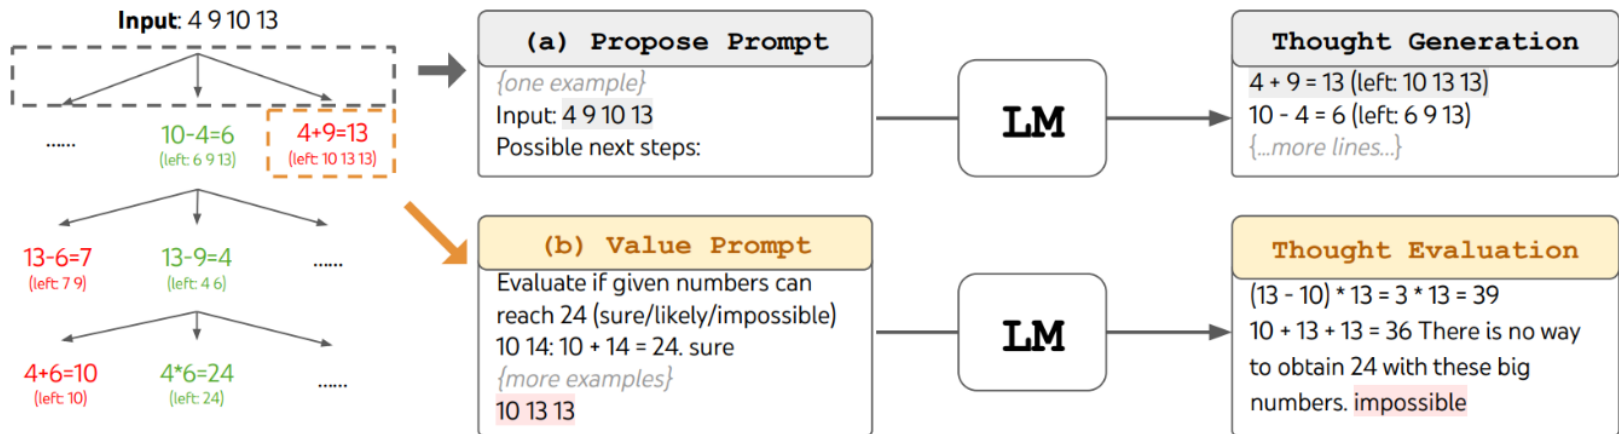 Input: 4 9 10 13
......
10-4=6
(left: 6 9 13)
4+9=13
(left: 10 13 13)
13-6=7
(left: 7 9)
13-9=4
(left: 4 6)
......
4+6=10
(left: 10)
4*6=24
(left: 24)
......
(a) Propose Prompt
{one example}
Input: 4 9 10 13
Possible next steps:
LM
Thought Generation
4 + 9 = 13 (left: 10 13 13)
10 - 4 = 6 (left: 6 9 13)
{...more lines...}
(b) Value Prompt
Evaluate if given numbers can
reach 24 (sure/likely/impossible)
10 14: 10 + 14 = 24. sure
{more examples}
10 13 13
LM
Thought Evaluation
(13 - 10) * 13 = 3 * 13 = 39
10 + 13 + 13 = 36 There is no way
to obtain 24 with these big
numbers. impossible